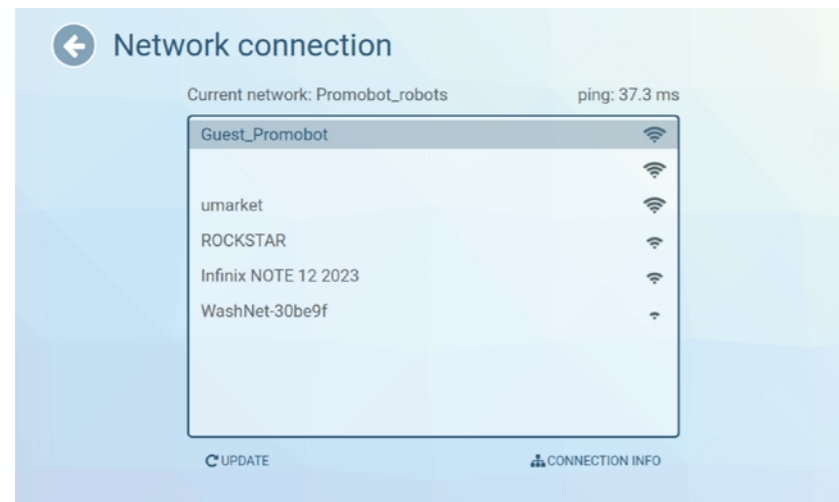 Network connection
Current network: Promobot_robots ping: 37.3 ms
Guest_Promobot
umarket
ROCKSTAR
Infinix NOTE 12 2023
WashNet-30be9f
UPDATE CONNECTION INFO